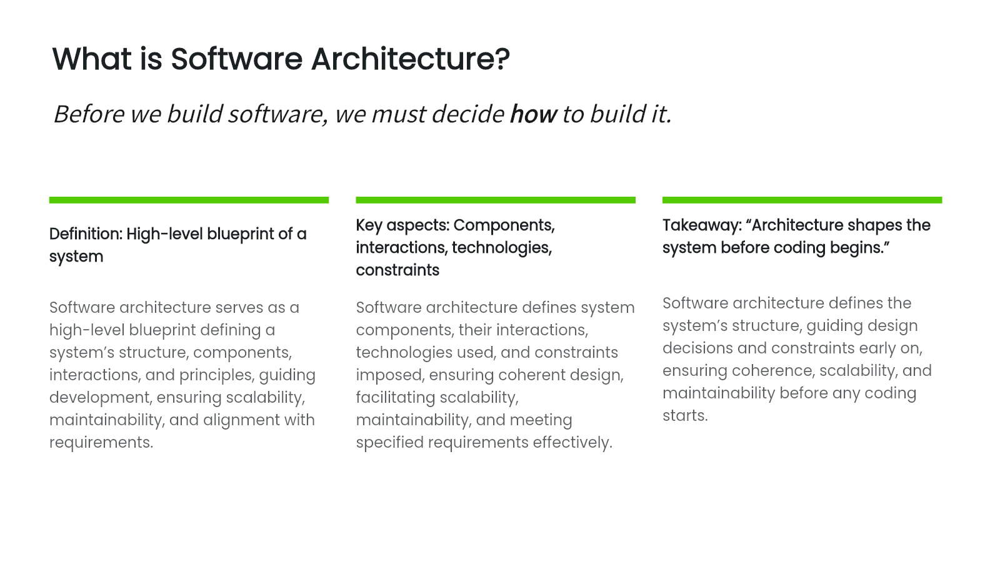 What is Software Architecture?
Before we build software, we must decide how to build it.
Definition: High-level blueprint of a
system
Software architecture serves as a
high-level blueprint defining a
system’s structure, components,
interactions, and principles, guiding
development, ensuring scalability,
maintainability, and alignment with
requirements.
Key aspects: Components,
interactions, technologies,
constraints
Software architecture defines system
components, their interactions,
technologies used, and constraints
imposed, ensuring coherent design,
facilitating scalability,
maintainability, and meeting
specified requirements effectively.
Takeaway: “Architecture shapes the
system before coding begins.”
Software architecture defines the
system’s structure, guiding design
decisions and constraints early on,
ensuring coherence, scalability, and
maintainability before any coding
starts.